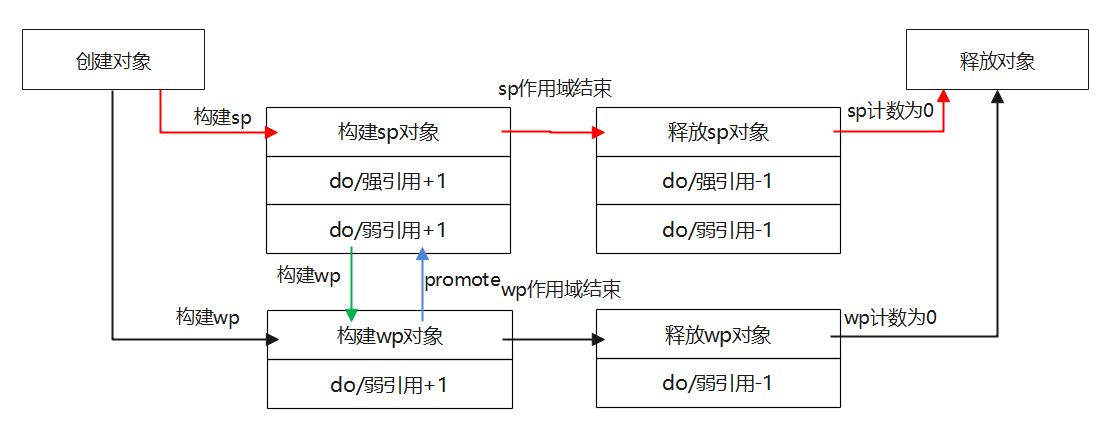 创建对象
释放对象
构建sp
sp作用域结束
sp计数为0
构建sp对象
释放sp对象
do/强引用+1
do/强引用-1
do/弱引用+1
do/弱引用-1
构建wp
promote
wp作用域结束
构建wp
wp计数为0
构建wp对象
释放wp对象
do/弱引用+1
do/弱引用-1